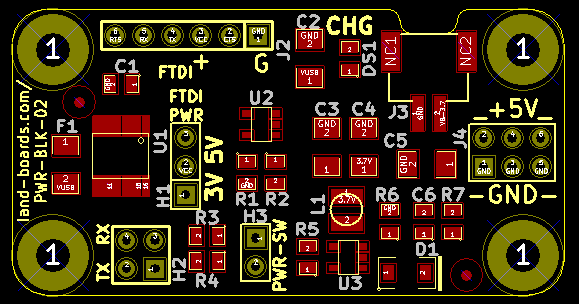 C2
CHG
1
6
RTS
5
RX
4
TX
3
VCC
2
CTS
GND
1
J2
GND
2
DS1
NC1
NC2
1
FTDI
+
G
C1
VUSB
1
land-boards.com/
PWR-BLK-02
FTDI
PWR
U2
C3
C4
J3
GND
J4
_+5V_
F1
1
2
VUSB
U1
3
2
VCC
1
H1
3V 5V
GND
2
GND
2
1
3.7V
1
C5
GND
2
1
2
4
6
1
GND
3
GND
5
GND
-GND-
1
1
2
GND
1
2
R1
R2
L1
3.7V
1
2
R6
C6
R7
GND
RX
TX
H2
R3
R4
H3
PWR-SW
R5
U3
D1
1
2
1
1